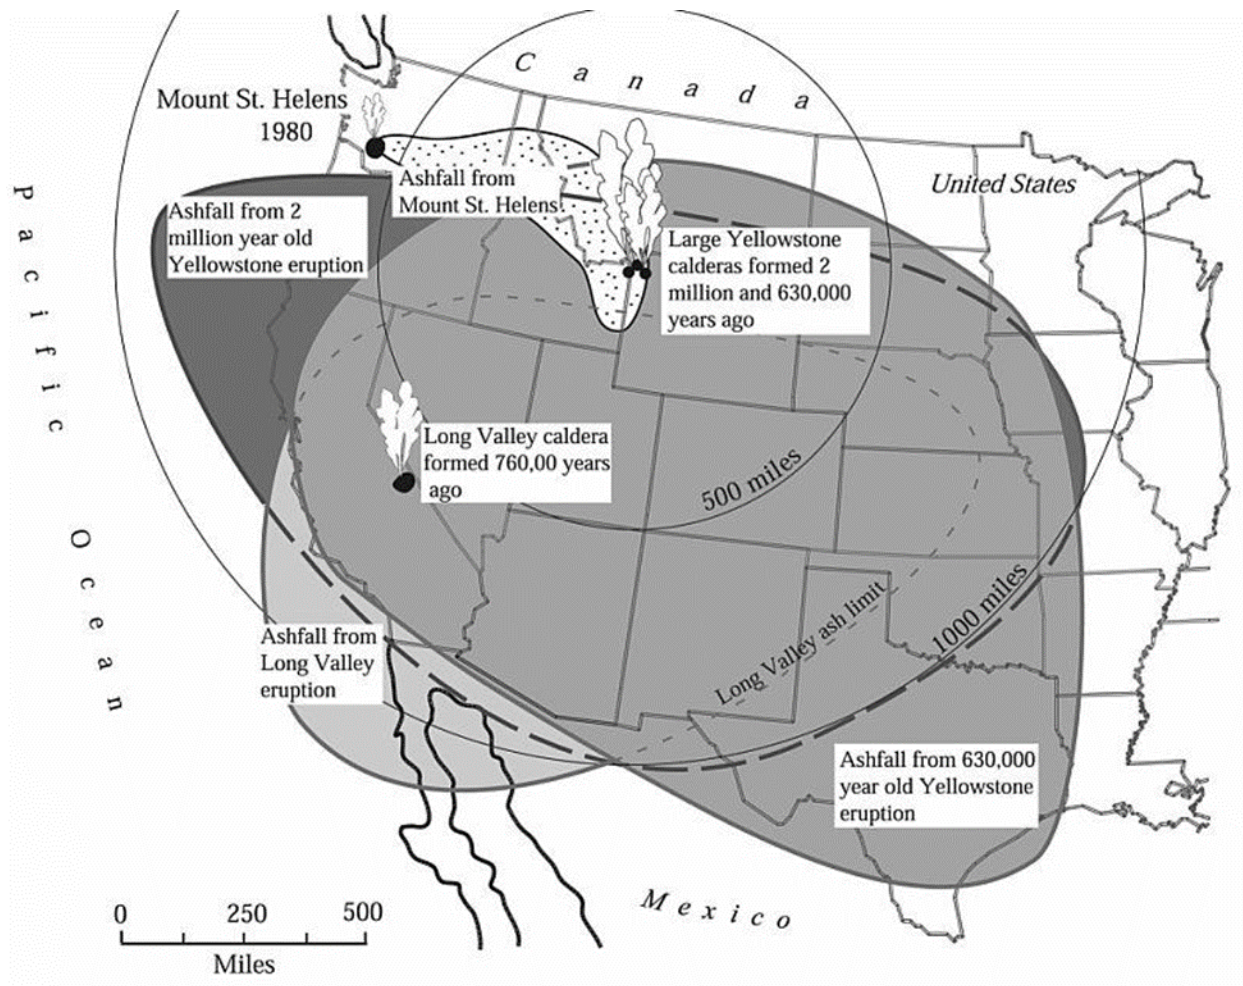 C a n a d a
Mount St. Helens
1980
Ashfall from
Mount St. Helens
United States
Pacific
Ocean
Ashfall from 2
million year old
Yellowstone eruption
Large Yellowstone
calderas formed 2
million and 630,000
years ago
Long Valley caldera
formed 760,00 years
ago
500 miles
1000 miles
Long Valley ash limit
Ashfall from
Long Valley
eruption
Ashfall from 630,000
year old Yellowstone
eruption
Mexico
0 250 500
Miles